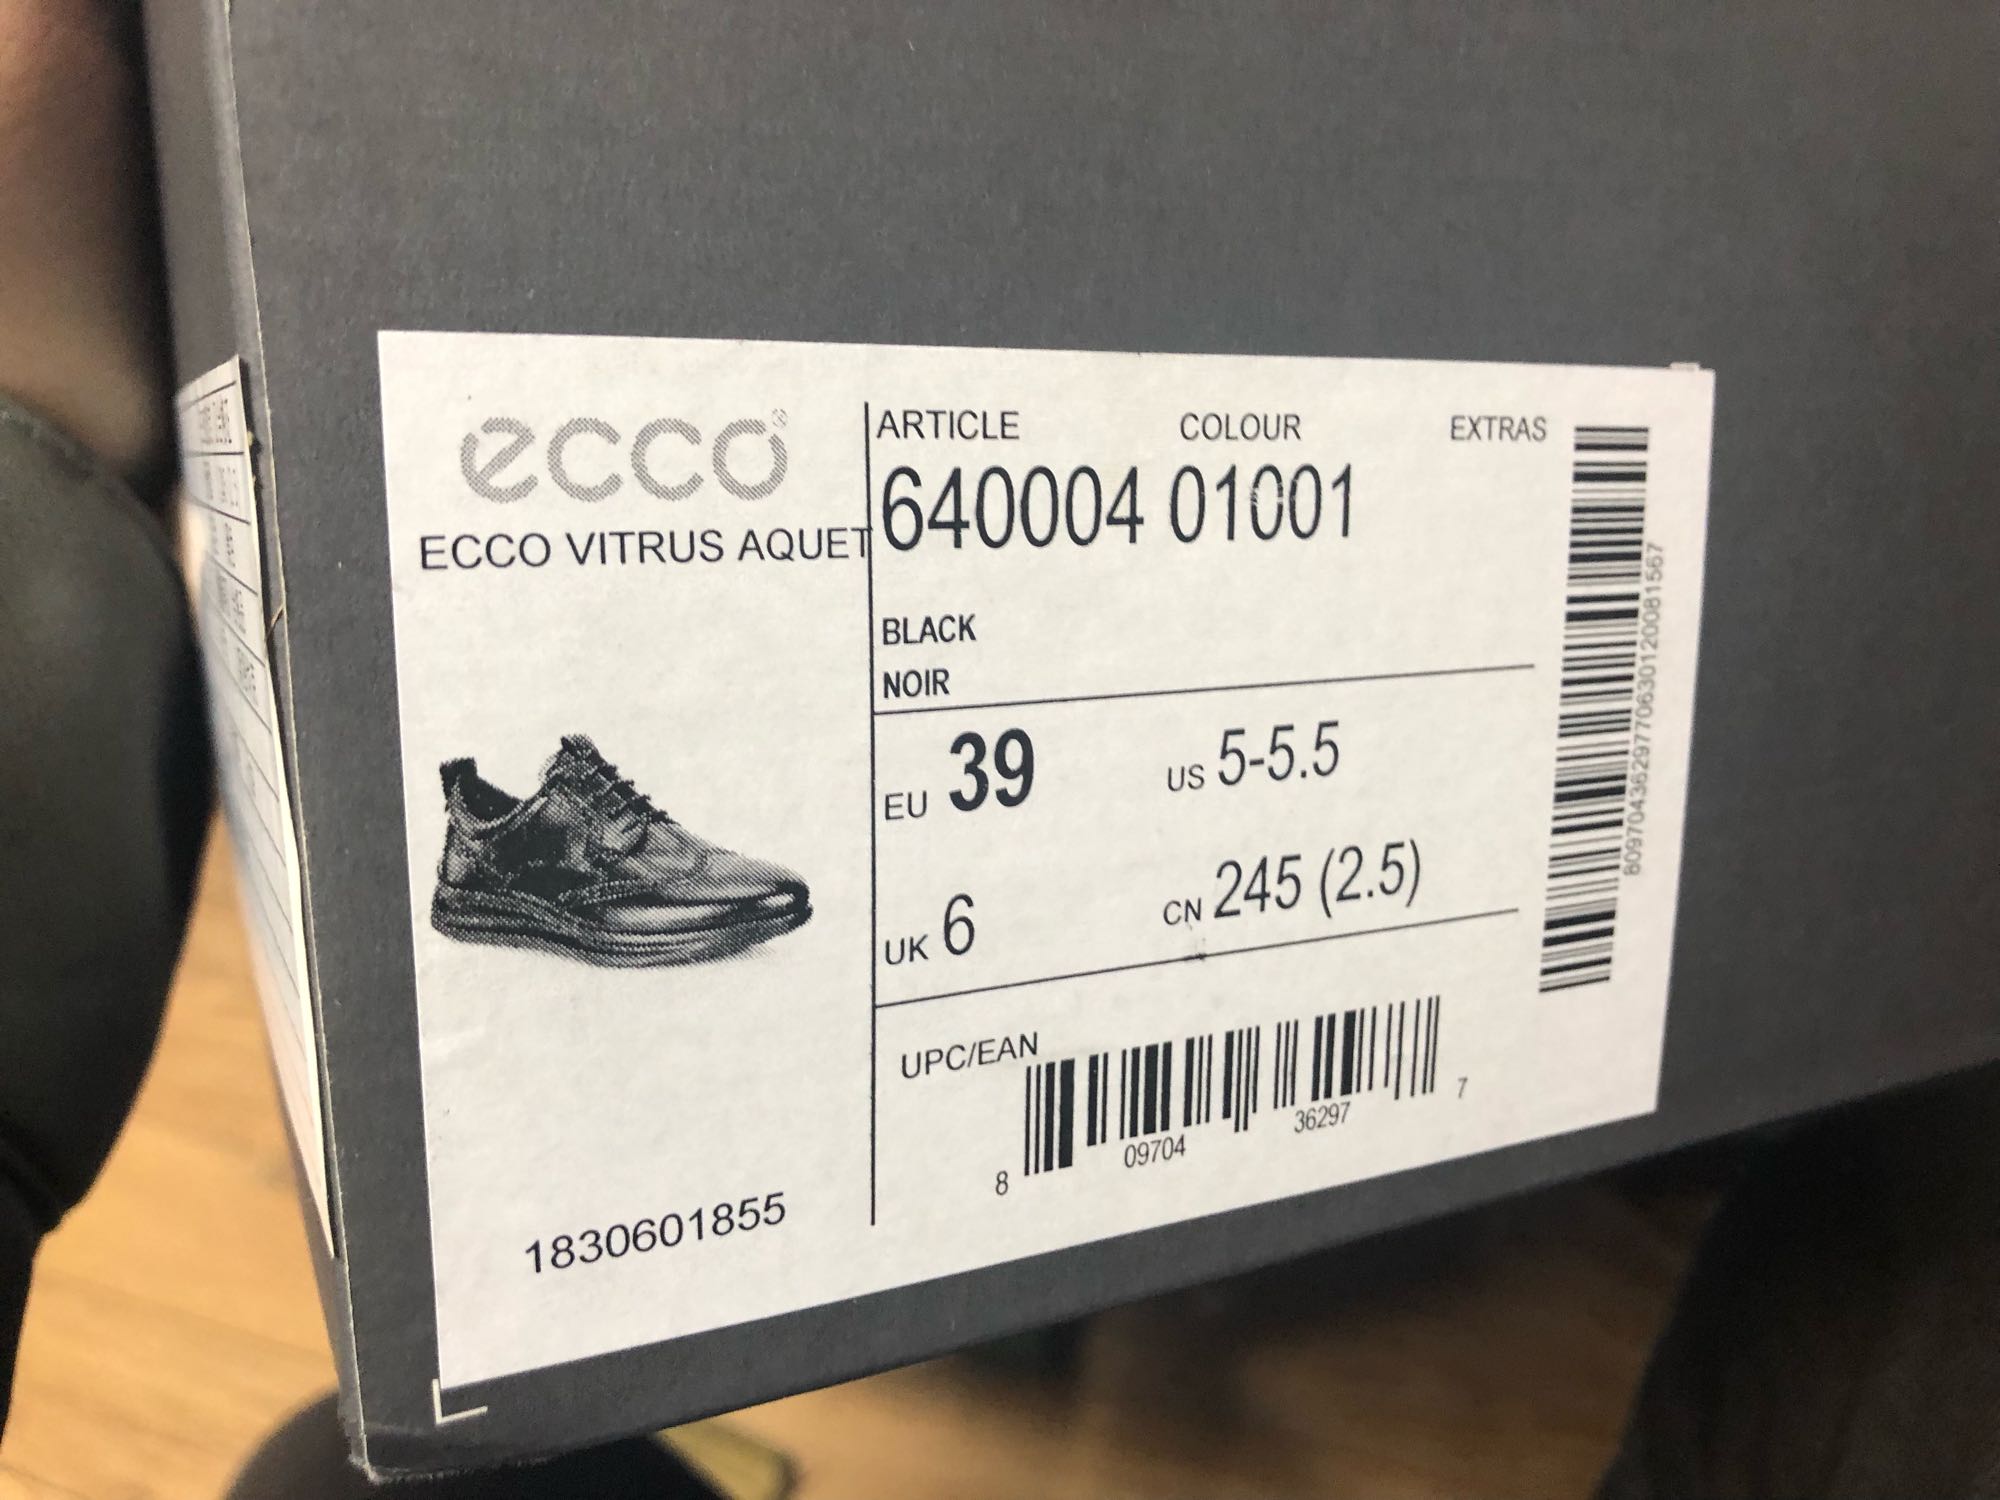 ecco®
ECCO VITRUS AQUET
ARTICLE COLOUR EXTRAS
640004 01001
BLACK
NOIR
EU 39 US 5-5.5
UK 6 CN 245 (2.5)
UPC/EAN
8 09704 36297 7
1830601855